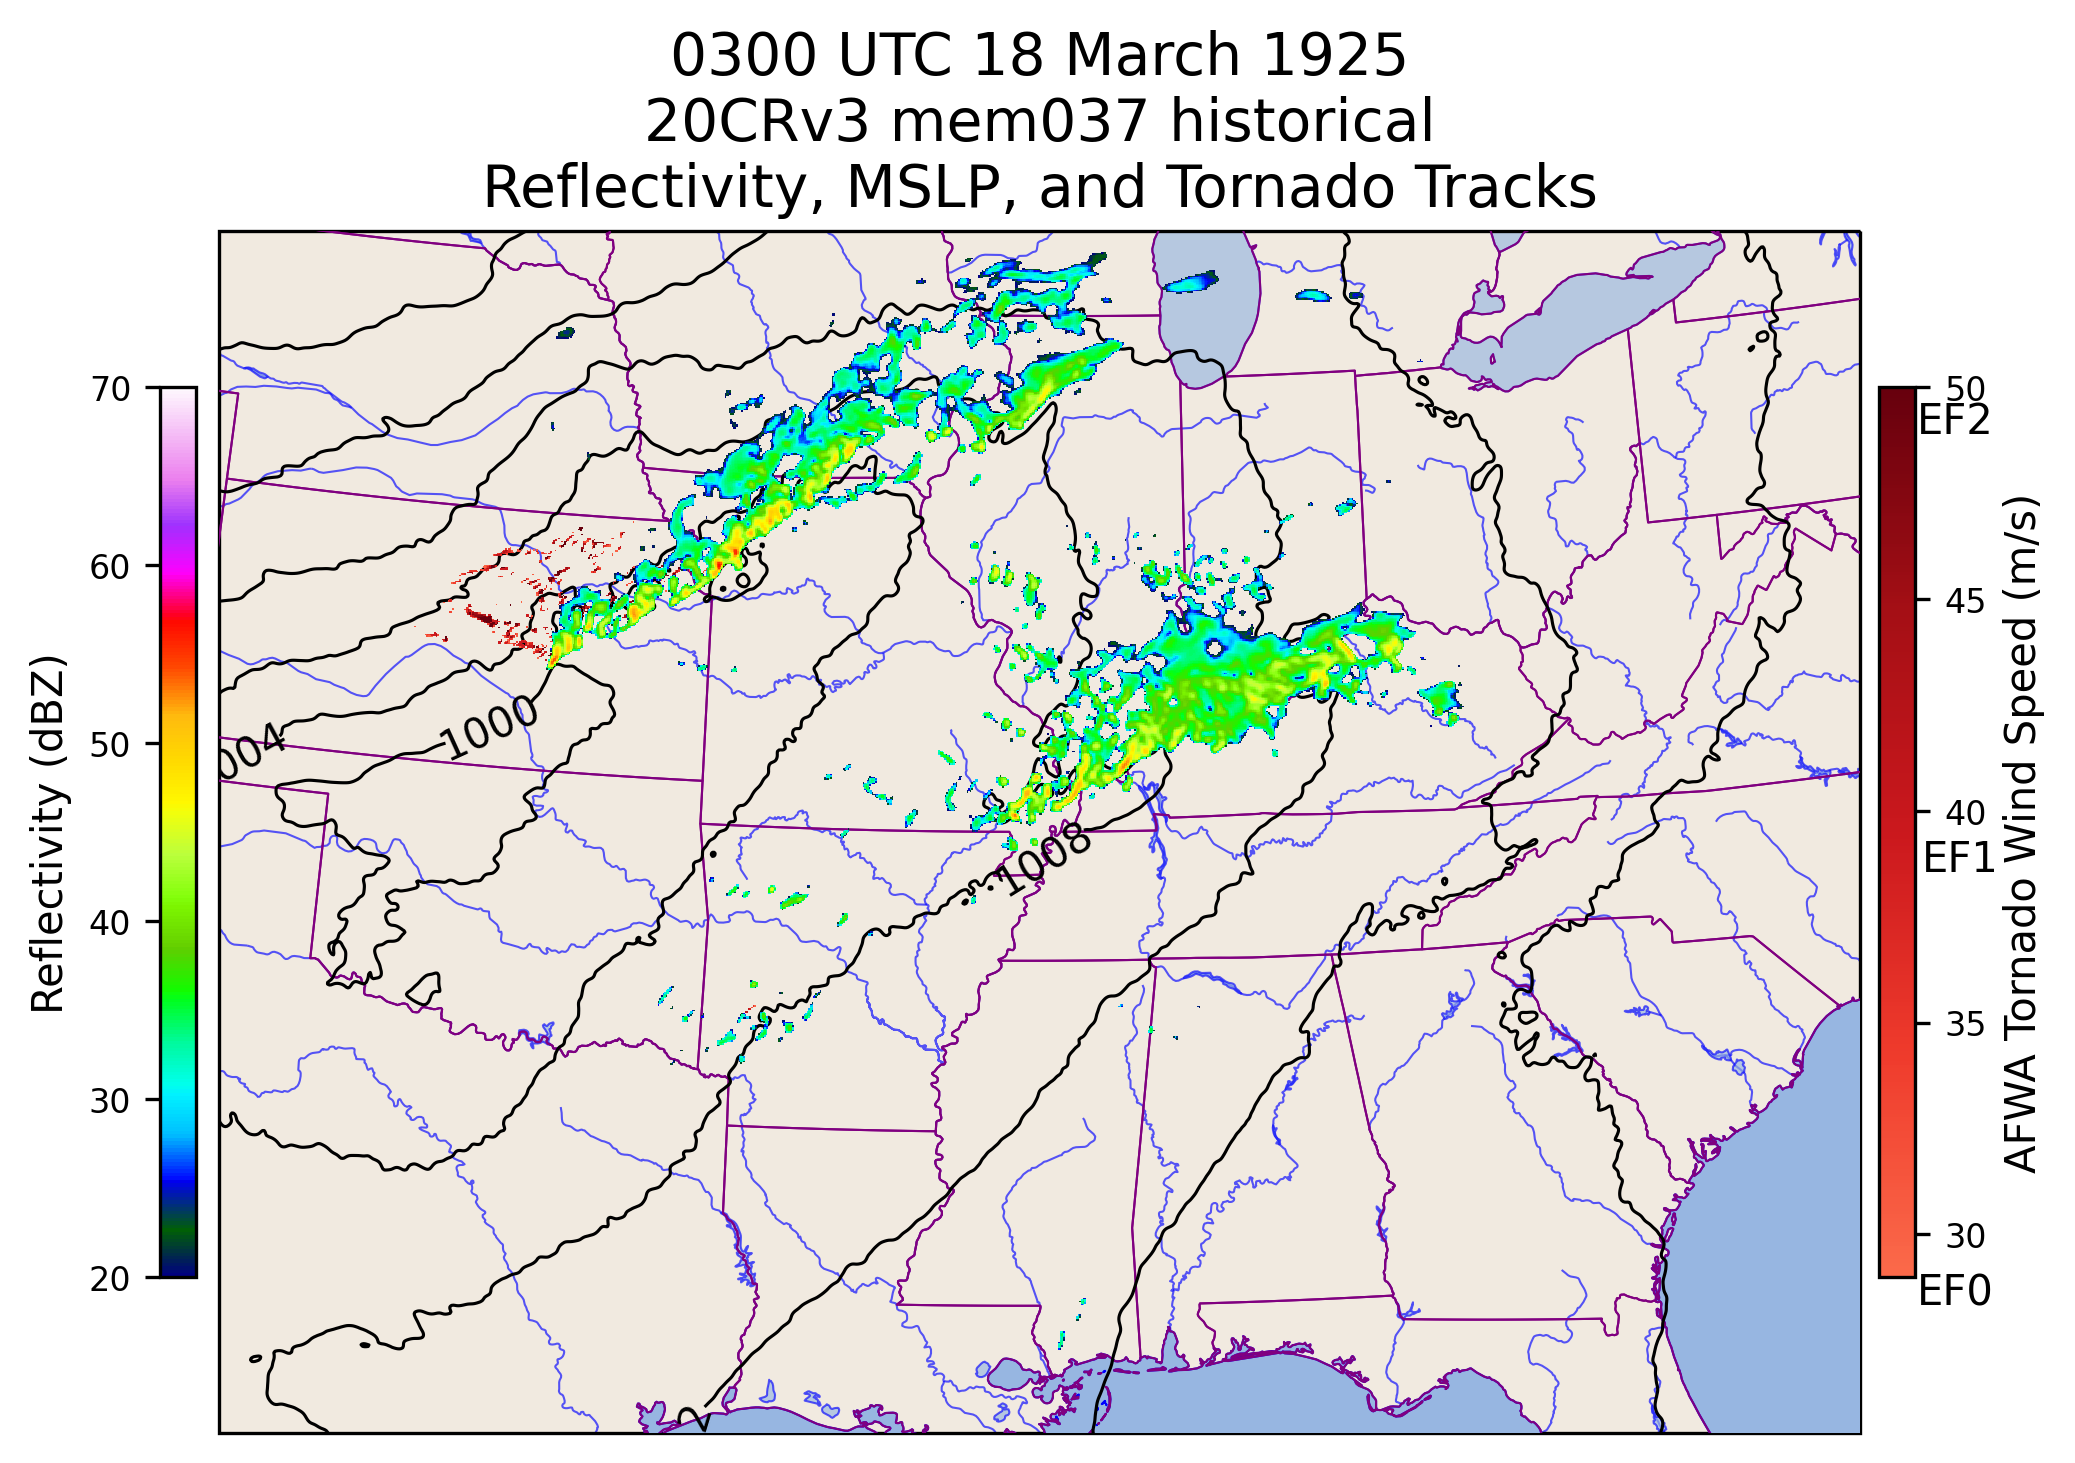 0300 UTC 18 March 1925
20CRv3 mem037 historical
Reflectivity, MSLP, and Tornado Tracks
70
60
50
40
30
20
Reflectivity (dBZ)
004
1000
1008
50
EF2
45
40
EF1
35
30
EF0
AFWA Tornado Wind Speed (m/s)